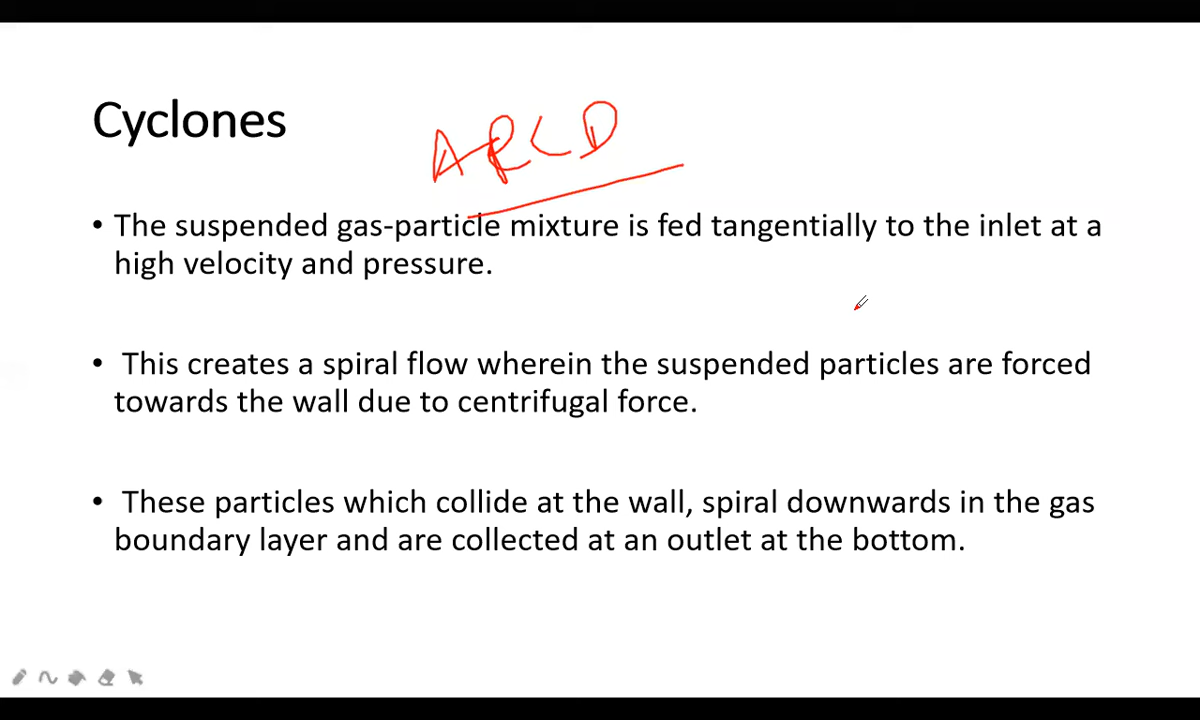 Cyclones
ARCD
• The suspended gas-particle mixture is fed tangentially to the inlet at a
high velocity and pressure.
• This creates a spiral flow wherein the suspended particles are forced
towards the wall due to centrifugal force.
• These particles which collide at the wall, spiral downwards in the gas
boundary layer and are collected at an outlet at the bottom.